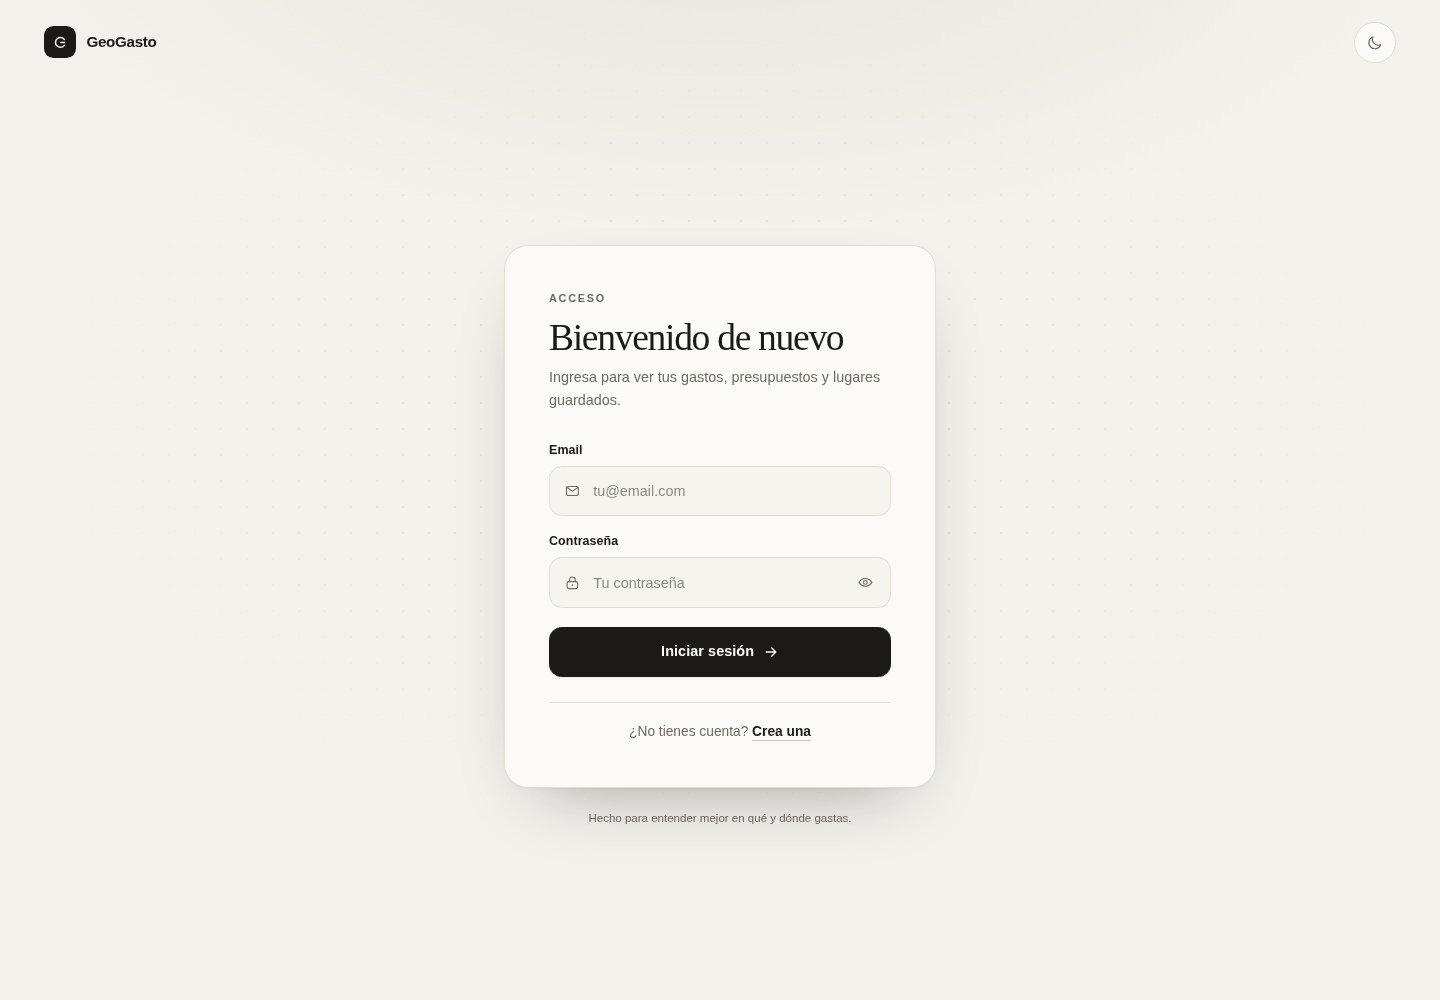 GeoGasto
ACCESO
Bienvenido de nuevo
Ingresa para ver tus gastos, presupuestos y lugares
guardados.
Email
tu@email.com
Contraseña
Tu contraseña
Iniciar sesión
¿No tienes cuenta? Crea una
Hecho para entender mejor en qué y dónde gastas.